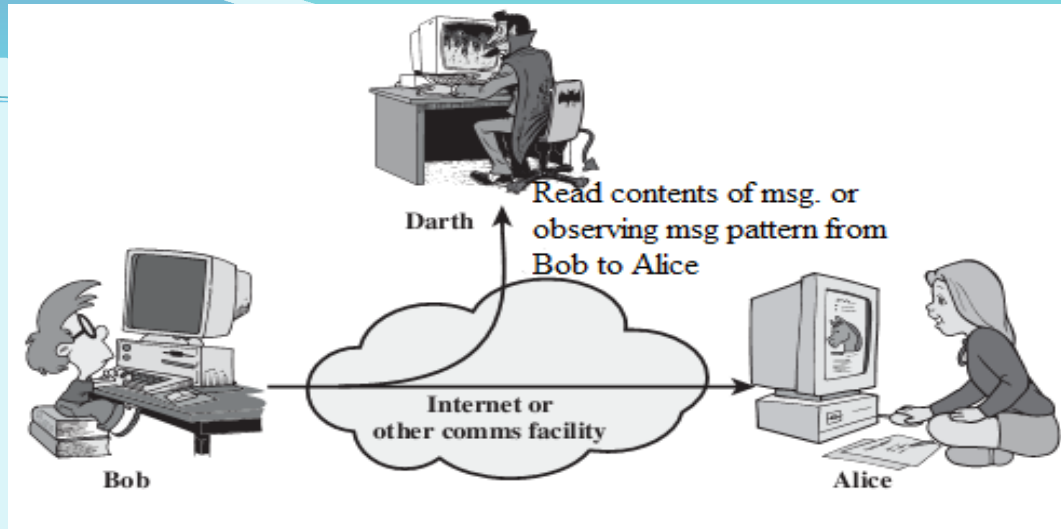 Darth
Read contents of msg. or
observing msg pattern from
Bob to Alice
Internet or
other comms facility
Bob
Alice